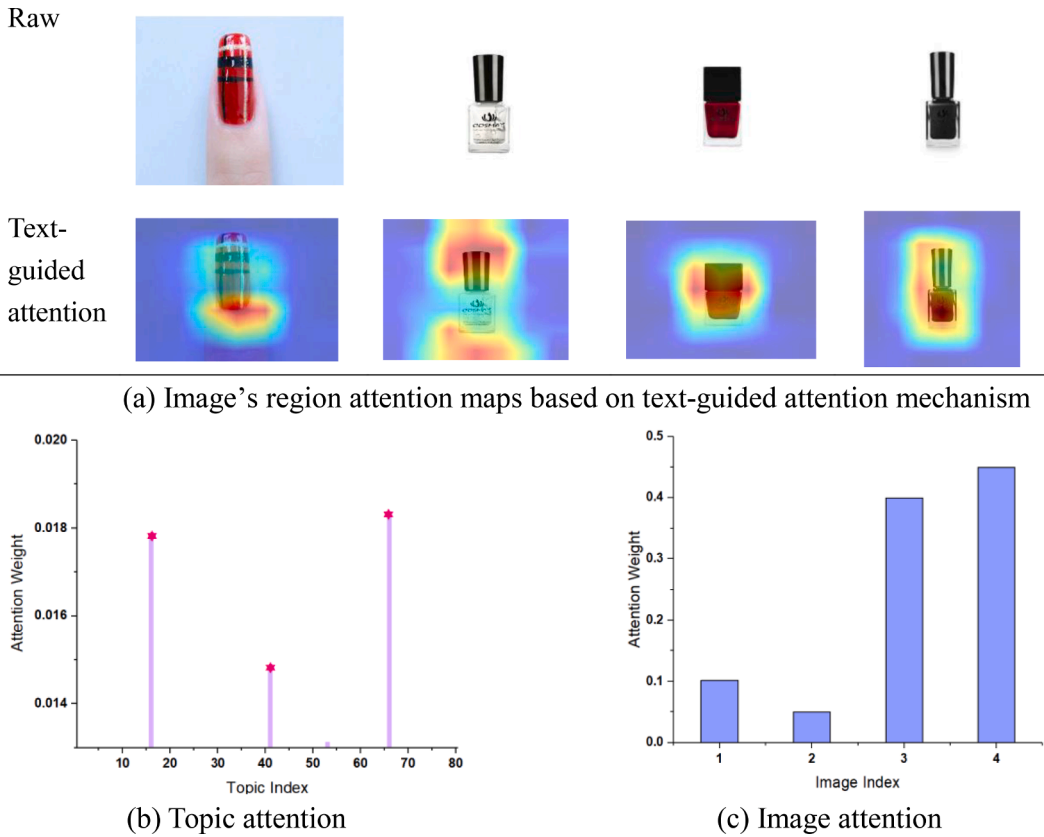 Raw
Text-
guided
attention
(a) Image's region attention maps based on text-guided attention mechanism
0.020
0.018
0.016
0.014
Attention Weight
10 20 30 40 50 60 70 80
Topic Index
(b) Topic attention
0.5
0.4
0.3
0.2
0.1
0.0
Attention Weight
1 2 3 4
Image Index
(c) Image attention